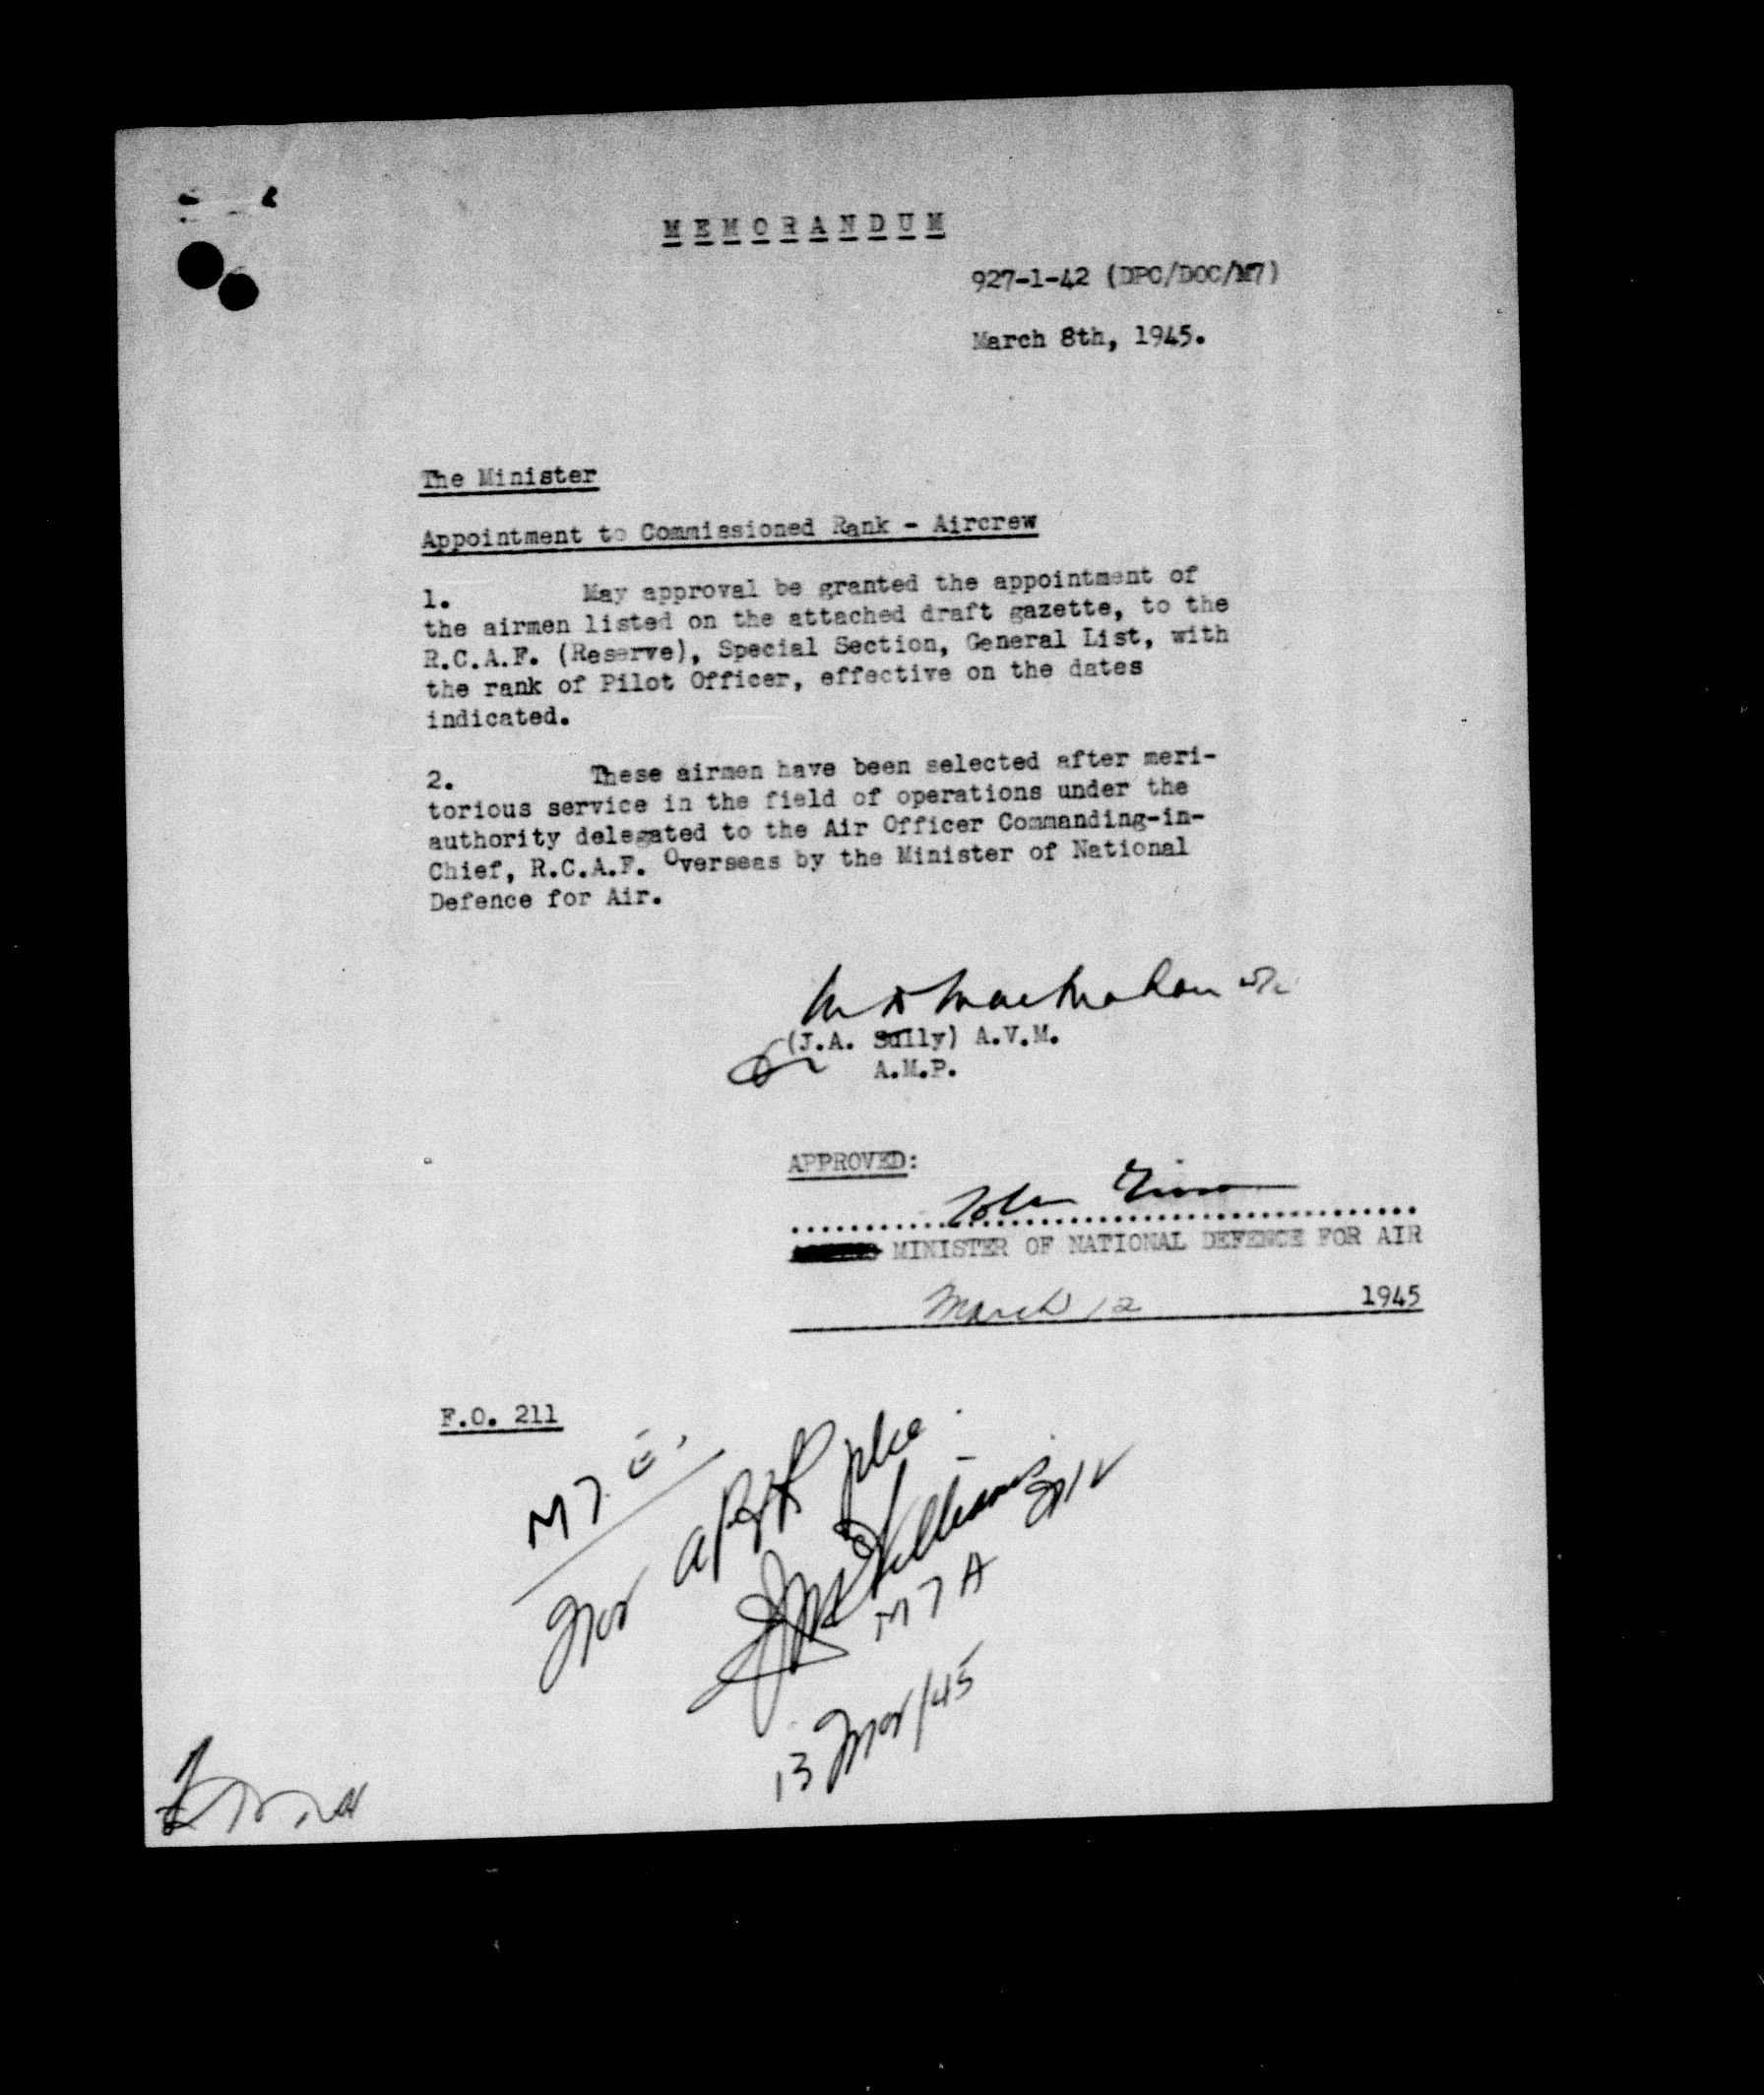 MEMORANDUM
927-1-42 (DPC/DOC/M7)
March 8th, 1945.
The Minister
Appointment to Commissioned Rank - Aircrew
1. May approval be granted the appointment of
the airmen listed on the attached draft gazette, to the
R.C.A.F. (Reserve), Special Section, General List, with
the rank of Pilot Officer, effective on the dates
indicated.
2. These airmen have been selected after meri-
torious service in the field of operations under the
authority delegated to the Air Officer Commanding-in-
Chief, R.C.A.F. Overseas by the Minister of National
Defence for Air.
(J.A. Sully) A.V.M.
A.M.P.
APPROVED:
MINISTER OF NATIONAL DEFENCE FOR AIR
March 12 1945
F.O. 211
M7
M7A
13 Mar/45